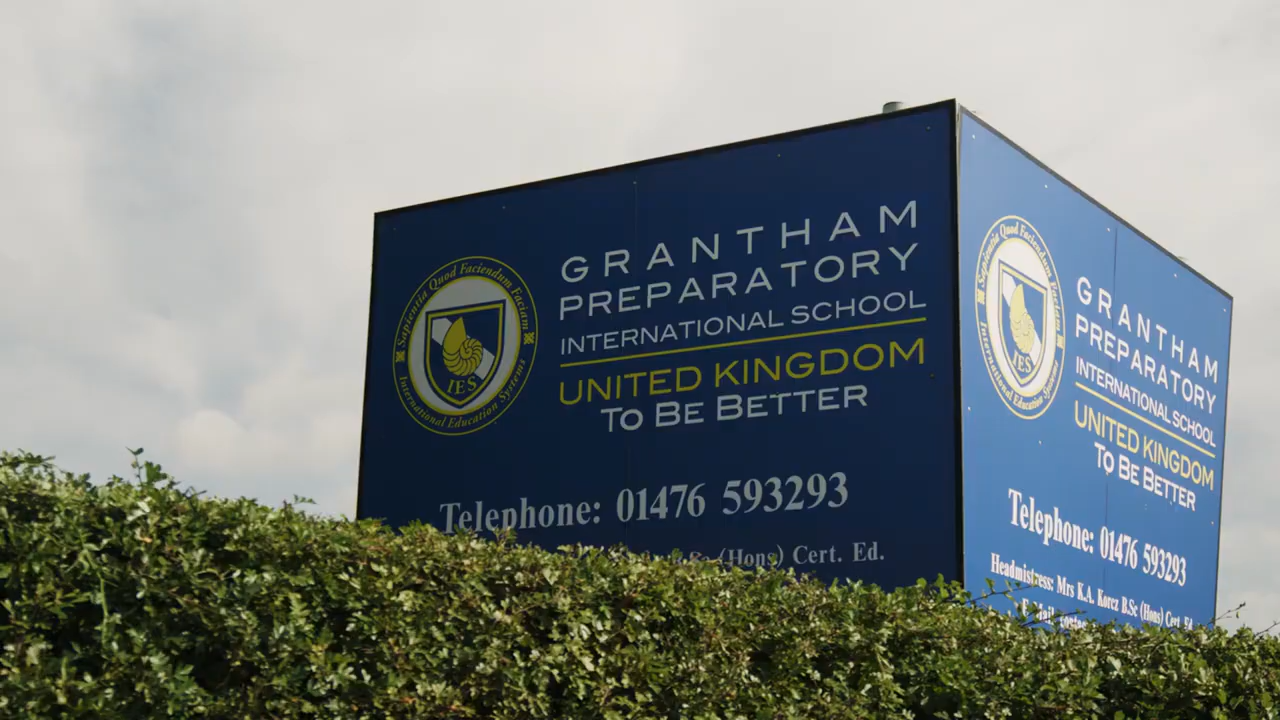 Sapientia Quod Faciendum Faciam
IES
International Education Systems
GRANTHAM
PREPARATORY
INTERNATIONAL SCHOOL
UNITED KINGDOM
TO BE BETTER
Telephone: 01476 593293
(Hons) Cert. Ed.
Sapientia Quod Faciendum Faciam
IES
International Education Systems
GRANTHAM
PREPARATORY
INTERNATIONAL SCHOOL
UNITED KINGDOM
TO BE BETTER
Telephone: 01476 593293
Headmistress: Mrs K.A. Korcz B.Sc (Hons) Cert. Ed.